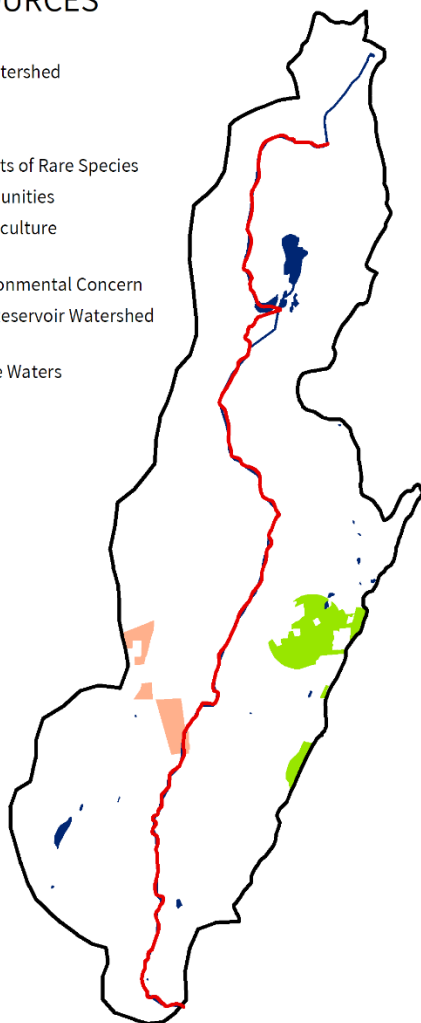 URCES
tershed
ts of Rare Species
unities
culture
onmental Concern
eservoir Watershed
e Waters